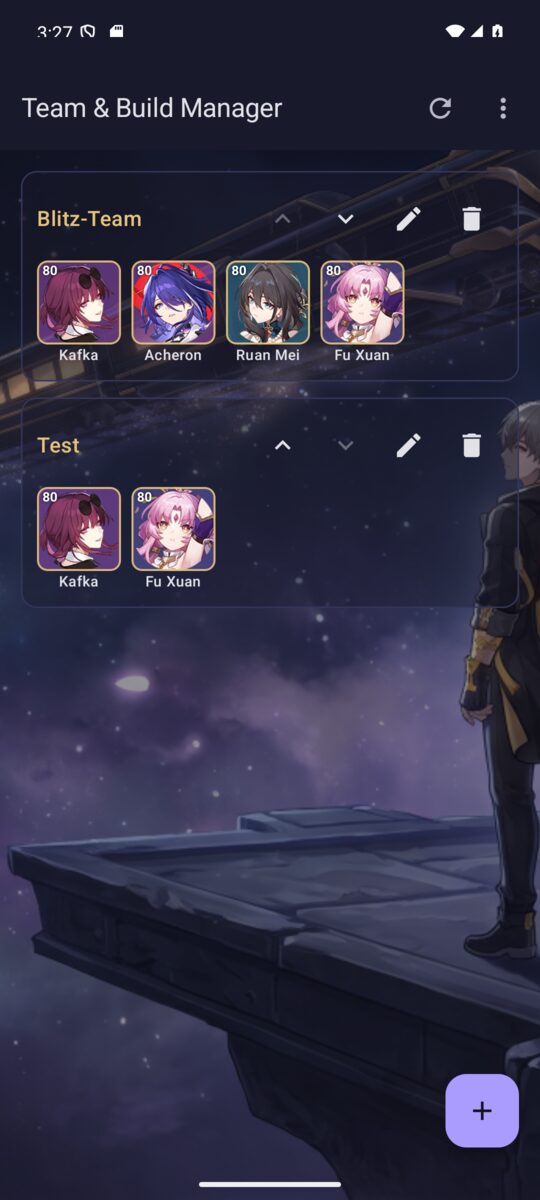 3:27
Team & Build Manager
Blitz-Team
80 80 80 80
Kafka Acheron Ruan Mei Fu Xuan
Test
80 80
Kafka Fu Xuan